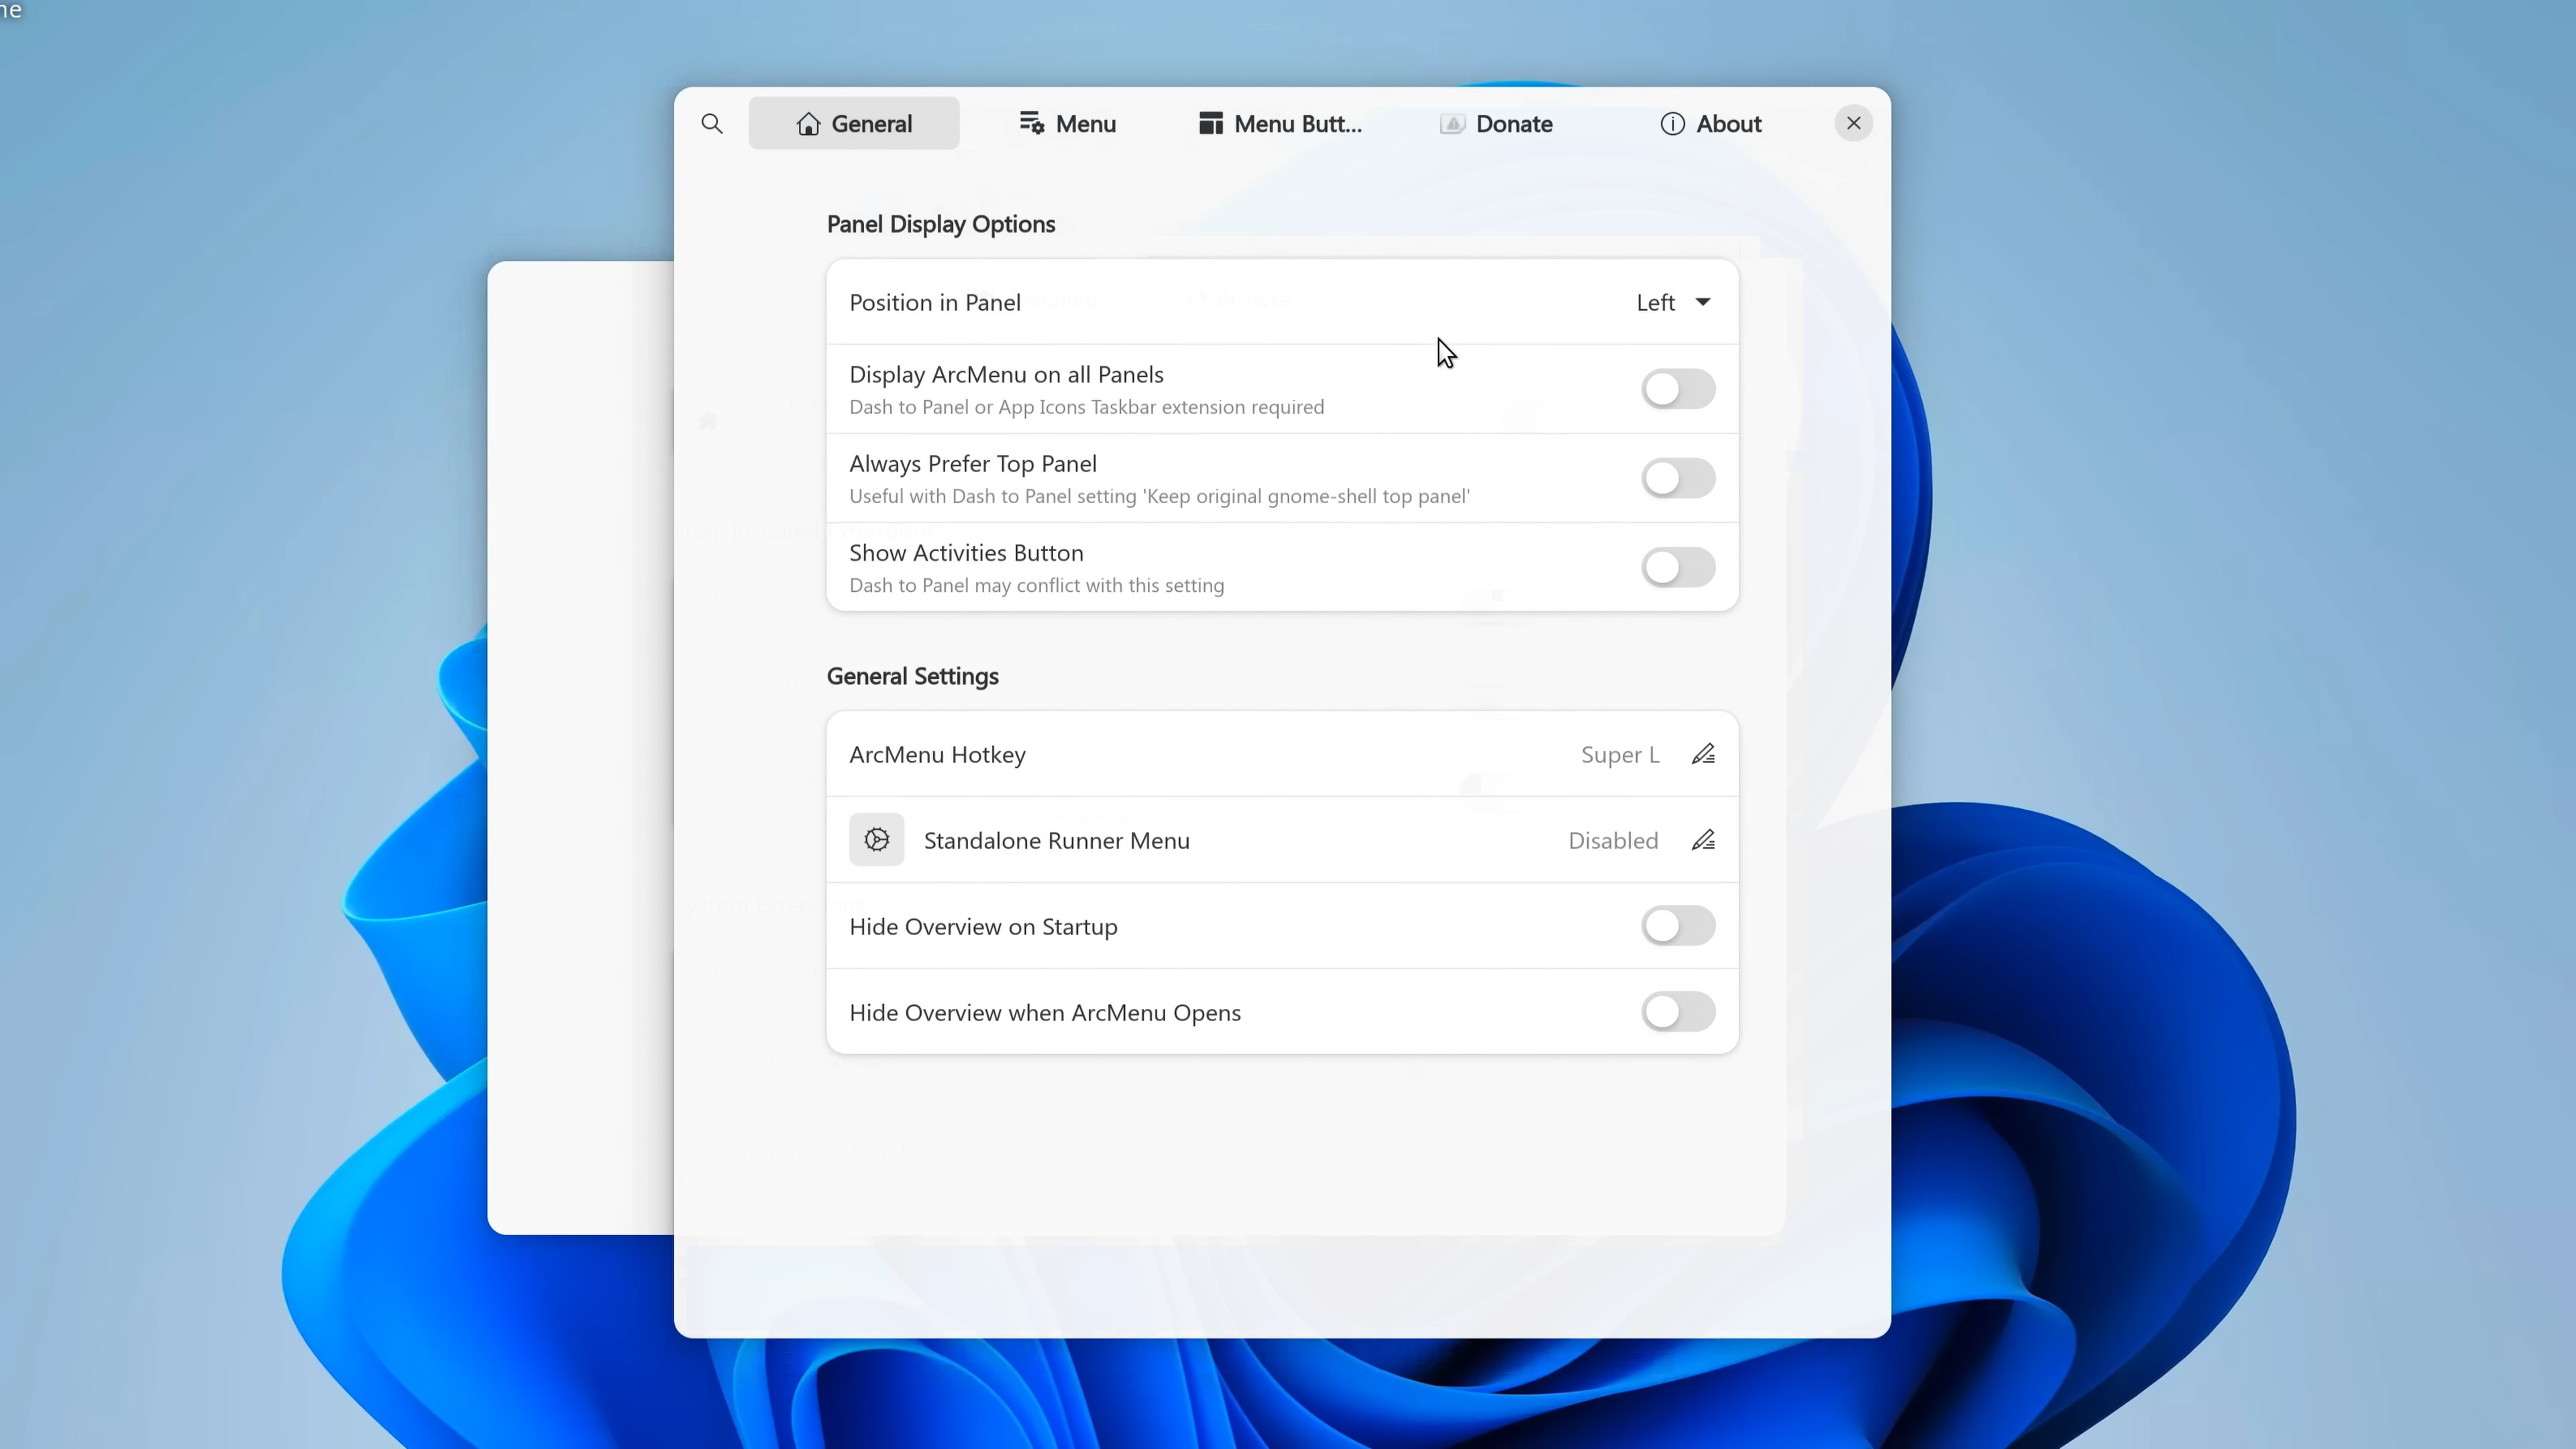 ne
General
Menu
Menu Butt...
Donate
About
Panel Display Options
Position in Panel
Left
Display ArcMenu on all Panels
Dash to Panel or App Icons Taskbar extension required
Always Prefer Top Panel
Useful with Dash to Panel setting 'Keep original gnome-shell top panel'
Show Activities Button
Dash to Panel may conflict with this setting
General Settings
ArcMenu Hotkey
Super L
Standalone Runner Menu
Disabled
Hide Overview on Startup
Hide Overview when ArcMenu Opens